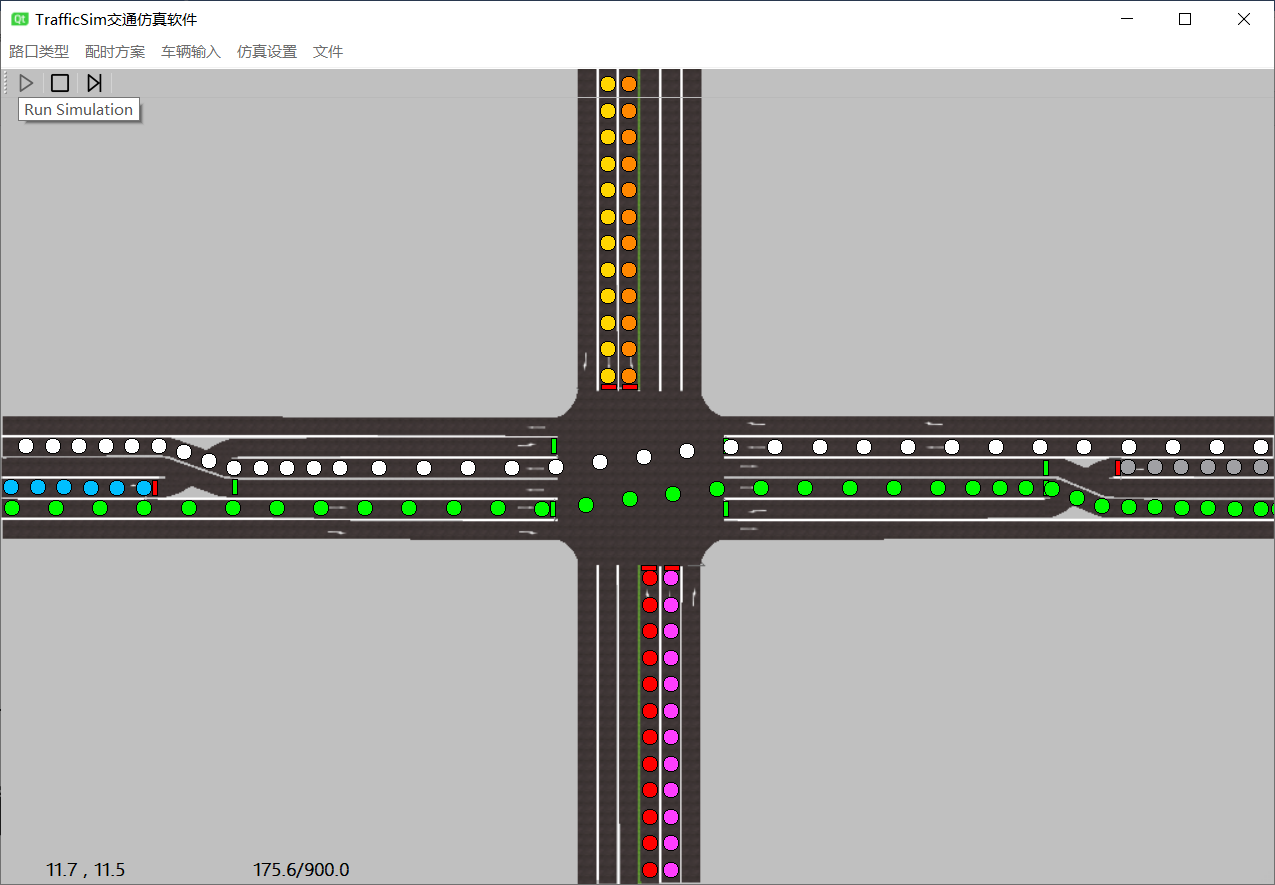 Qt TrafficSim交通仿真软件
路口类型 配时方案 车辆输入 仿真设置 文件
Run Simulation
11.7 , 11.5 175.6/900.0